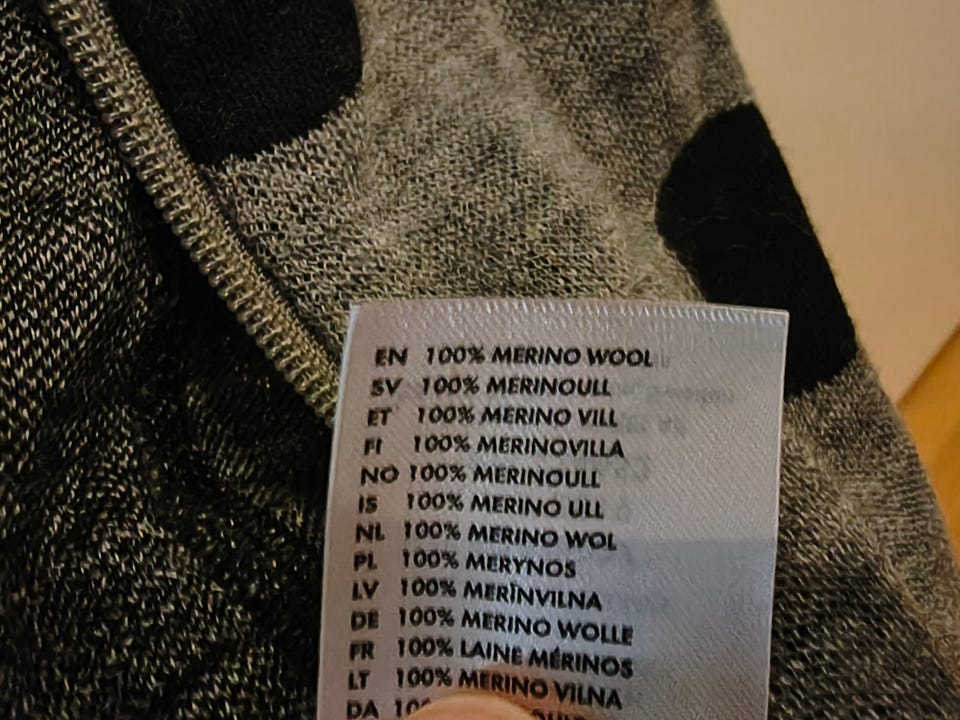 EN 100% MERINO WOOL
SV 100% MERINOULL
ET 100% MERINO VILL
FI 100% MERINOVILLA
NO 100% MERINOULL
IS 100% MERINO ULL
NL 100% MERINO WOL
PL 100% MERYNOS
LV 100% MERĪNVILNA
DE 100% MERINO WOLLE
FR 100% LAINE MÉRINOS
LT 100% MERINO VILNA
DA